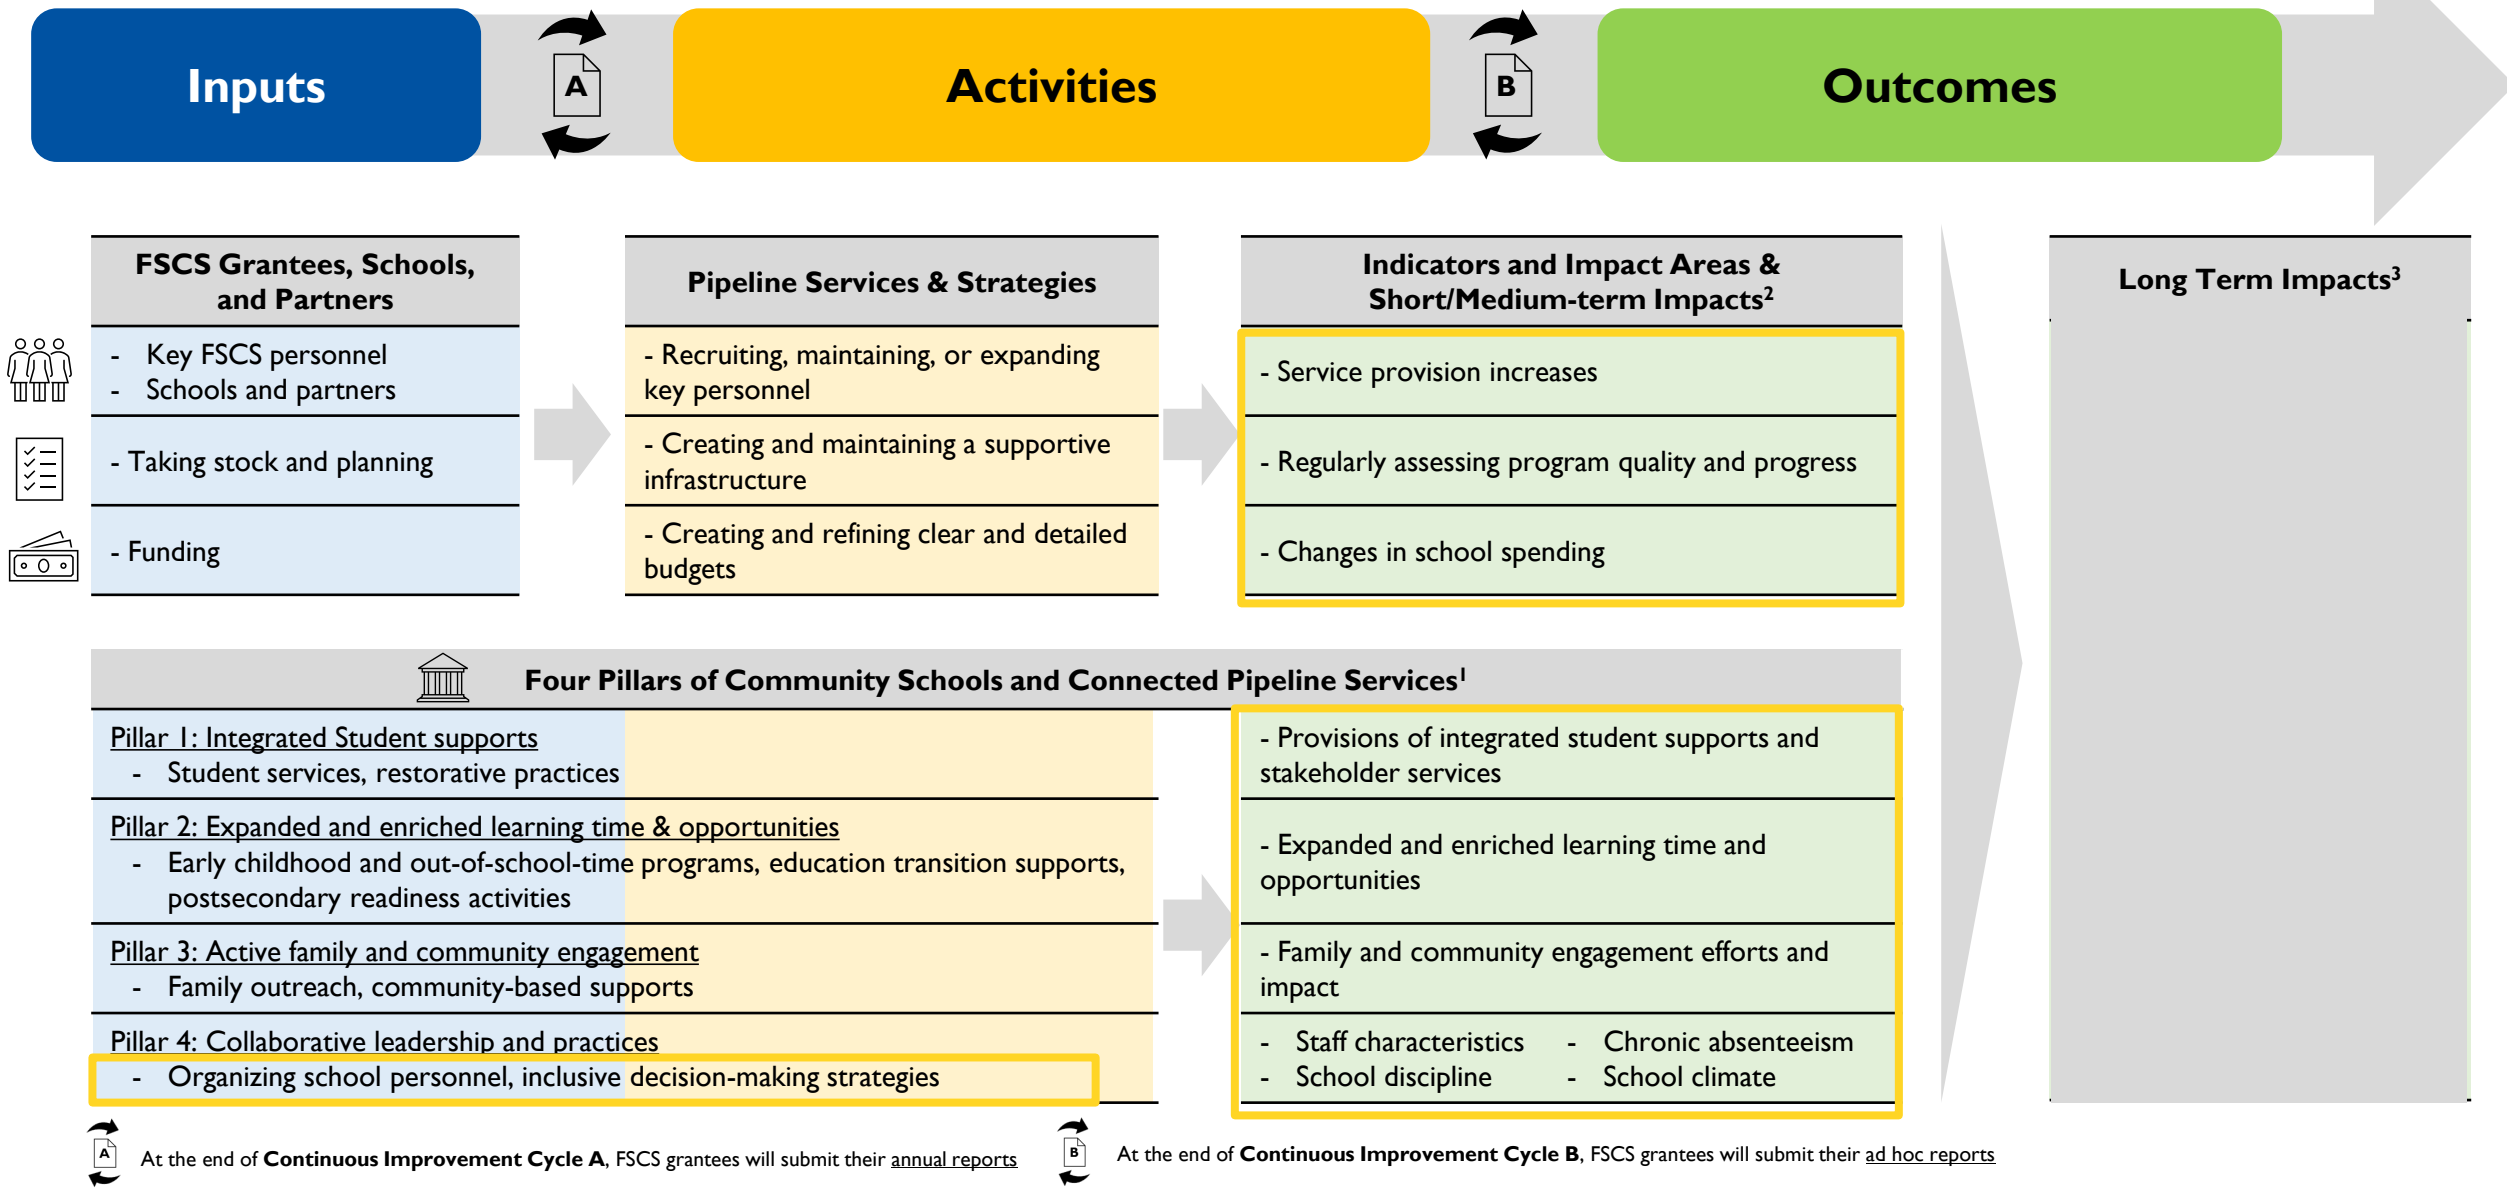 Inputs
A
Activities
B
Outcomes
FSCS Grantees, Schools,
and Partners
- Key FSCS personnel
- Schools and partners
- Taking stock and planning
- Funding
Pipeline Services & Strategies
- Recruiting, maintaining, or expanding
key personnel
- Creating and maintaining a supportive
infrastructure
- Creating and refining clear and detailed
budgets
Indicators and Impact Areas &
Short/Medium-term Impacts²
- Service provision increases
- Regularly assessing program quality and progress
- Changes in school spending
Long Term Impacts³
Four Pillars of Community Schools and Connected Pipeline Services¹
Pillar 1: Integrated Student supports
- Student services, restorative practices
Pillar 2: Expanded and enriched learning time & opportunities
- Early childhood and out-of-school-time programs, education transition supports,
postsecondary readiness activities
Pillar 3: Active family and community engagement
- Family outreach, community-based supports
Pillar 4: Collaborative leadership and practices
- Organizing school personnel, inclusive decision-making strategies
- Provisions of integrated student supports and
stakeholder services
- Expanded and enriched learning time and
opportunities
- Family and community engagement efforts and
impact
- Staff characteristics - Chronic absenteeism
- School discipline - School climate
A At the end of Continuous Improvement Cycle A, FSCS grantees will submit their annual reports
B At the end of Continuous Improvement Cycle B, FSCS grantees will submit their ad hoc reports